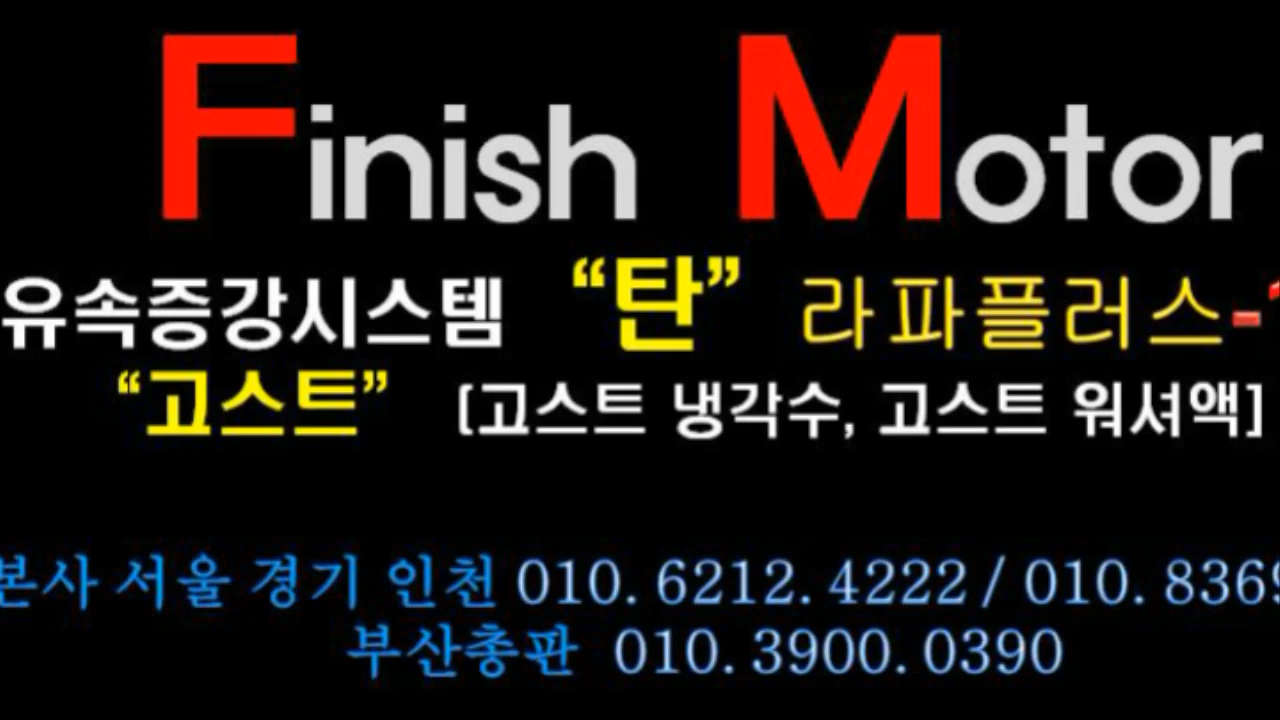 Finish Motor
유속증강시스템 “탄” 라파플러스-
“고스트” [고스트 냉각수, 고스트 워셔액]
본사 서울 경기 인천 010. 6212. 4222 / 010. 8369
부산총판 010. 3900. 0390